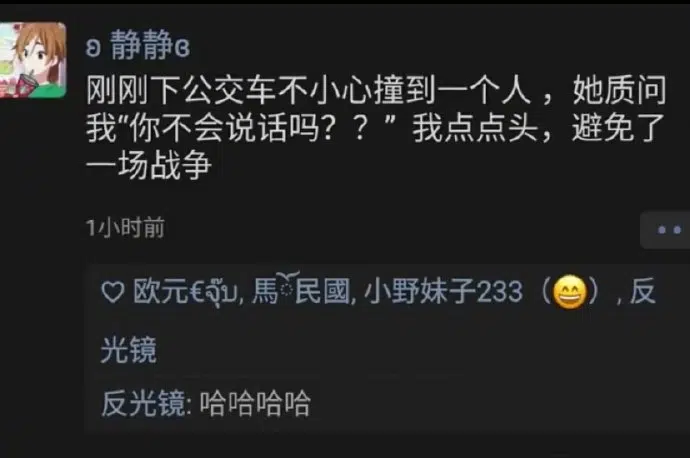 ʚ 静静ɞ
刚刚下公交车不小心撞到一个人，她质问
我“你不会说话吗？？”我点点头，避免了
一场战争
1小时前
♡ 欧元€จุ๊บ, 馬ོ民國, 小野妹子233（😄）, 反
光镜
反光镜: 哈哈哈哈